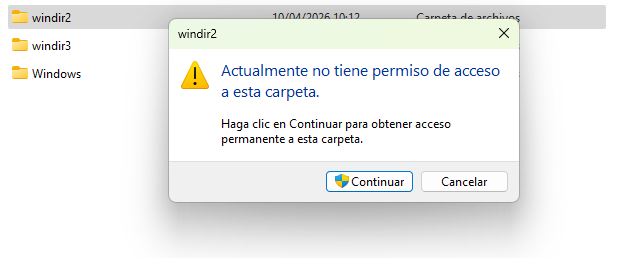 windir2 10/04/2026 10:12 Carpeta de archivos
windir3
Windows
windir2
Actualmente no tiene permiso de acceso
a esta carpeta.
Haga clic en Continuar para obtener acceso
permanente a esta carpeta.
Continuar Cancelar